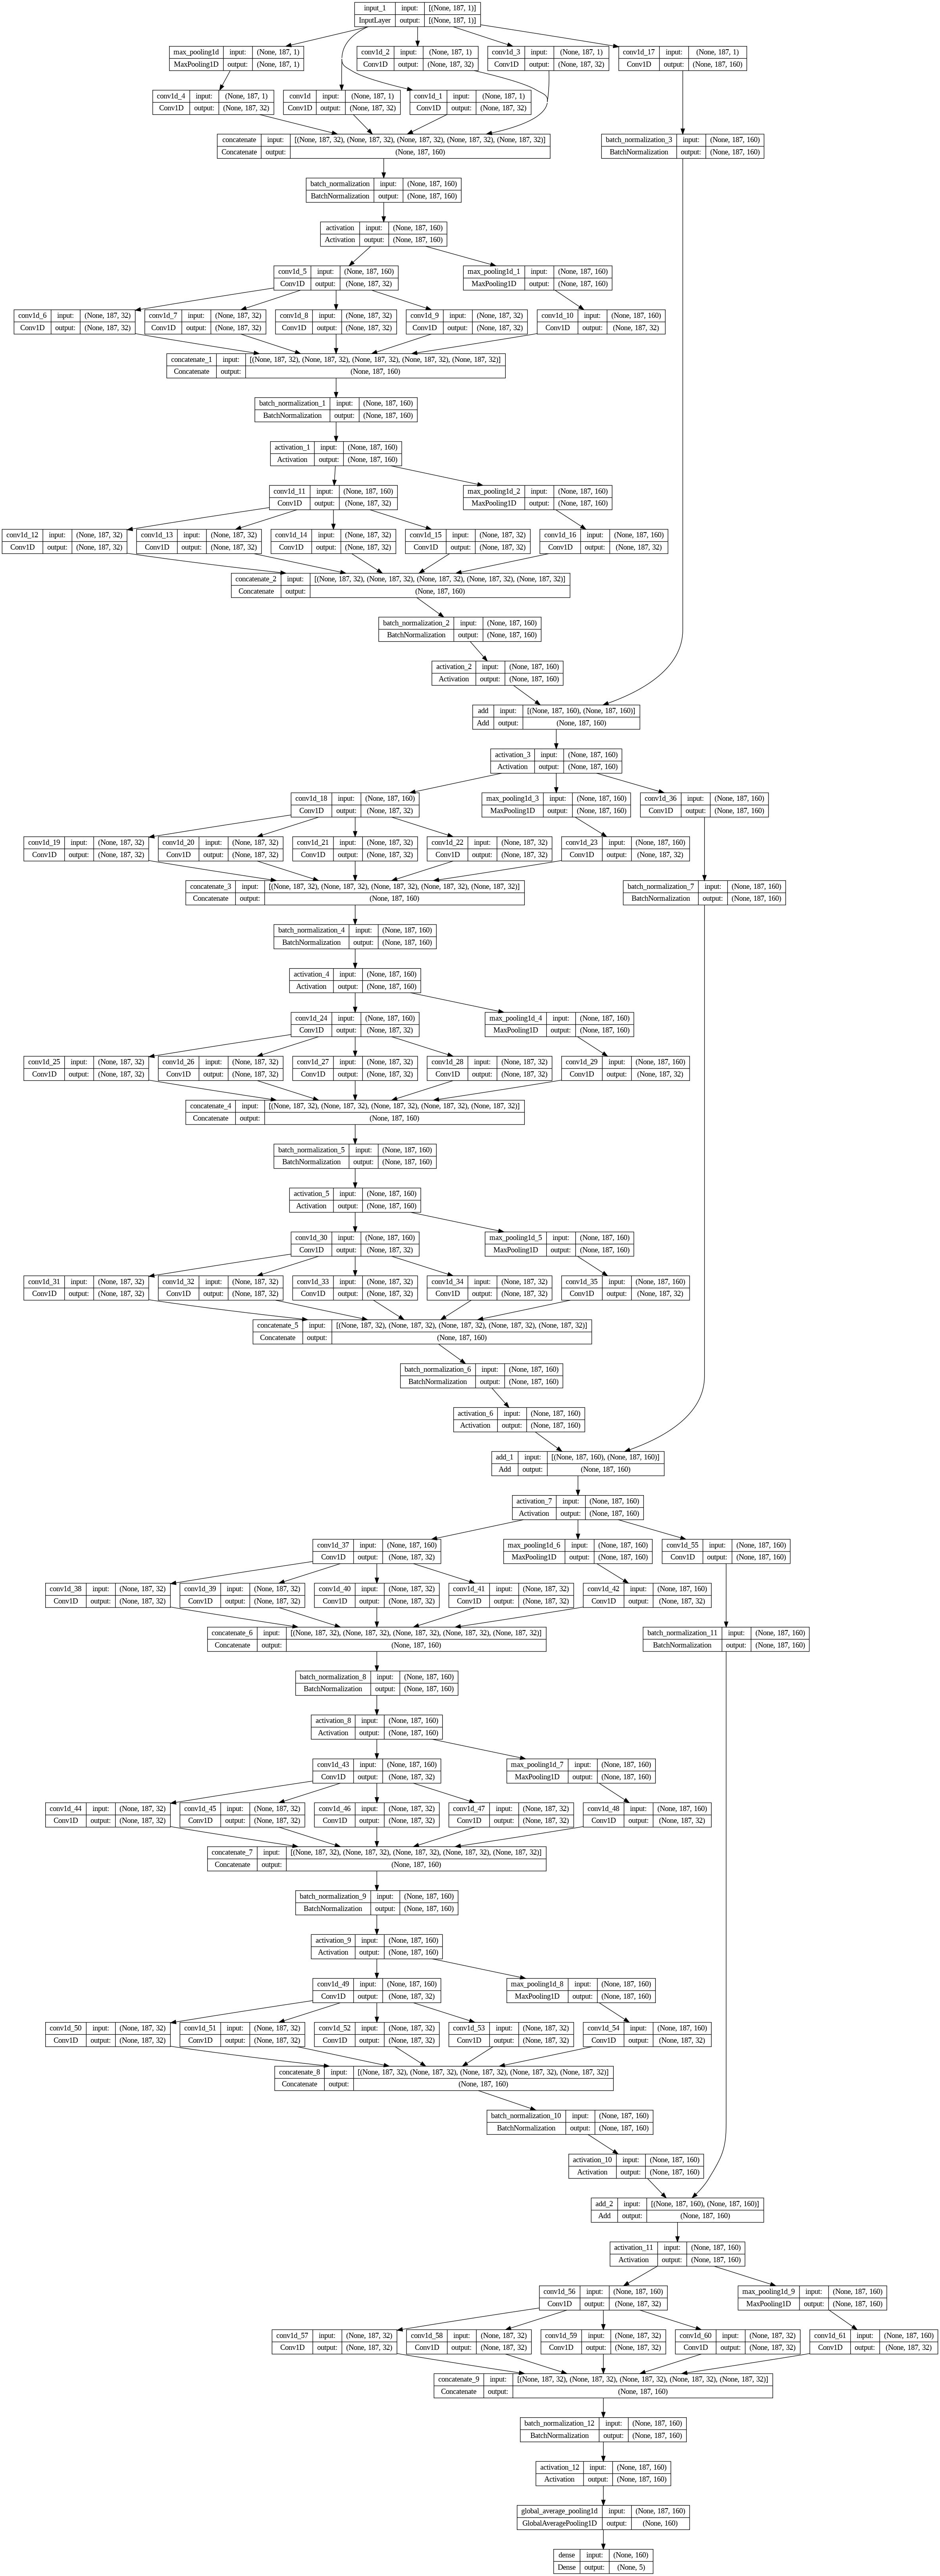 input_1 input: [(None, 187, 1)]
InputLayer output: [(None, 187, 1)]
max_pooling1d input: (None, 187, 1)
MaxPooling1D output: (None, 187, 1)
conv1d_2 input: (None, 187, 1)
Conv1D output: (None, 187, 32)
conv1d_3 input: (None, 187, 1)
Conv1D output: (None, 187, 32)
conv1d_17 input: (None, 187, 1)
Conv1D output: (None, 187, 160)
conv1d_4 input: (None, 187, 1)
Conv1D output: (None, 187, 32)
conv1d input: (None, 187, 1)
Conv1D output: (None, 187, 32)
conv1d_1 input: (None, 187, 1)
Conv1D output: (None, 187, 32)
concatenate input: [(None, 187, 32), (None, 187, 32), (None, 187, 32), (None, 187, 32), (None, 187, 32)]
Concatenate output: (None, 187, 160)
batch_normalization_3 input: (None, 187, 160)
BatchNormalization output: (None, 187, 160)
batch_normalization input: (None, 187, 160)
BatchNormalization output: (None, 187, 160)
activation input: (None, 187, 160)
Activation output: (None, 187, 160)
conv1d_5 input: (None, 187, 160)
Conv1D output: (None, 187, 32)
max_pooling1d_1 input: (None, 187, 160)
MaxPooling1D output: (None, 187, 160)
conv1d_6 input: (None, 187, 32)
Conv1D output: (None, 187, 32)
conv1d_7 input: (None, 187, 32)
Conv1D output: (None, 187, 32)
conv1d_8 input: (None, 187, 32)
Conv1D output: (None, 187, 32)
conv1d_9 input: (None, 187, 32)
Conv1D output: (None, 187, 32)
conv1d_10 input: (None, 187, 160)
Conv1D output: (None, 187, 32)
concatenate_1 input: [(None, 187, 32), (None, 187, 32), (None, 187, 32), (None, 187, 32), (None, 187, 32)]
Concatenate output: (None, 187, 160)
batch_normalization_1 input: (None, 187, 160)
BatchNormalization output: (None, 187, 160)
activation_1 input: (None, 187, 160)
Activation output: (None, 187, 160)
conv1d_11 input: (None, 187, 160)
Conv1D output: (None, 187, 32)
max_pooling1d_2 input: (None, 187, 160)
MaxPooling1D output: (None, 187, 160)
conv1d_12 input: (None, 187, 32)
Conv1D output: (None, 187, 32)
conv1d_13 input: (None, 187, 32)
Conv1D output: (None, 187, 32)
conv1d_14 input: (None, 187, 32)
Conv1D output: (None, 187, 32)
conv1d_15 input: (None, 187, 32)
Conv1D output: (None, 187, 32)
conv1d_16 input: (None, 187, 160)
Conv1D output: (None, 187, 32)
concatenate_2 input: [(None, 187, 32), (None, 187, 32), (None, 187, 32), (None, 187, 32), (None, 187, 32)]
Concatenate output: (None, 187, 160)
batch_normalization_2 input: (None, 187, 160)
BatchNormalization output: (None, 187, 160)
activation_2 input: (None, 187, 160)
Activation output: (None, 187, 160)
add input: [(None, 187, 160), (None, 187, 160)]
Add output: (None, 187, 160)
activation_3 input: (None, 187, 160)
Activation output: (None, 187, 160)
conv1d_18 input: (None, 187, 160)
Conv1D output: (None, 187, 32)
max_pooling1d_3 input: (None, 187, 160)
MaxPooling1D output: (None, 187, 160)
conv1d_36 input: (None, 187, 160)
Conv1D output: (None, 187, 160)
conv1d_19 input: (None, 187, 32)
Conv1D output: (None, 187, 32)
conv1d_20 input: (None, 187, 32)
Conv1D output: (None, 187, 32)
conv1d_21 input: (None, 187, 32)
Conv1D output: (None, 187, 32)
conv1d_22 input: (None, 187, 32)
Conv1D output: (None, 187, 32)
conv1d_23 input: (None, 187, 160)
Conv1D output: (None, 187, 32)
concatenate_3 input: [(None, 187, 32), (None, 187, 32), (None, 187, 32), (None, 187, 32), (None, 187, 32)]
Concatenate output: (None, 187, 160)
batch_normalization_7 input: (None, 187, 160)
BatchNormalization output: (None, 187, 160)
batch_normalization_4 input: (None, 187, 160)
BatchNormalization output: (None, 187, 160)
activation_4 input: (None, 187, 160)
Activation output: (None, 187, 160)
conv1d_24 input: (None, 187, 160)
Conv1D output: (None, 187, 32)
max_pooling1d_4 input: (None, 187, 160)
MaxPooling1D output: (None, 187, 160)
conv1d_25 input: (None, 187, 32)
Conv1D output: (None, 187, 32)
conv1d_26 input: (None, 187, 32)
Conv1D output: (None, 187, 32)
conv1d_27 input: (None, 187, 32)
Conv1D output: (None, 187, 32)
conv1d_28 input: (None, 187, 32)
Conv1D output: (None, 187, 32)
conv1d_29 input: (None, 187, 160)
Conv1D output: (None, 187, 32)
concatenate_4 input: [(None, 187, 32), (None, 187, 32), (None, 187, 32), (None, 187, 32), (None, 187, 32)]
Concatenate output: (None, 187, 160)
batch_normalization_5 input: (None, 187, 160)
BatchNormalization output: (None, 187, 160)
activation_5 input: (None, 187, 160)
Activation output: (None, 187, 160)
conv1d_30 input: (None, 187, 160)
Conv1D output: (None, 187, 32)
max_pooling1d_5 input: (None, 187, 160)
MaxPooling1D output: (None, 187, 160)
conv1d_31 input: (None, 187, 32)
Conv1D output: (None, 187, 32)
conv1d_32 input: (None, 187, 32)
Conv1D output: (None, 187, 32)
conv1d_33 input: (None, 187, 32)
Conv1D output: (None, 187, 32)
conv1d_34 input: (None, 187, 32)
Conv1D output: (None, 187, 32)
conv1d_35 input: (None, 187, 160)
Conv1D output: (None, 187, 32)
concatenate_5 input: [(None, 187, 32), (None, 187, 32), (None, 187, 32), (None, 187, 32), (None, 187, 32)]
Concatenate output: (None, 187, 160)
batch_normalization_6 input: (None, 187, 160)
BatchNormalization output: (None, 187, 160)
activation_6 input: (None, 187, 160)
Activation output: (None, 187, 160)
add_1 input: [(None, 187, 160), (None, 187, 160)]
Add output: (None, 187, 160)
activation_7 input: (None, 187, 160)
Activation output: (None, 187, 160)
conv1d_37 input: (None, 187, 160)
Conv1D output: (None, 187, 32)
max_pooling1d_6 input: (None, 187, 160)
MaxPooling1D output: (None, 187, 160)
conv1d_55 input: (None, 187, 160)
Conv1D output: (None, 187, 160)
conv1d_38 input: (None, 187, 32)
Conv1D output: (None, 187, 32)
conv1d_39 input: (None, 187, 32)
Conv1D output: (None, 187, 32)
conv1d_40 input: (None, 187, 32)
Conv1D output: (None, 187, 32)
conv1d_41 input: (None, 187, 32)
Conv1D output: (None, 187, 32)
conv1d_42 input: (None, 187, 160)
Conv1D output: (None, 187, 32)
concatenate_6 input: [(None, 187, 32), (None, 187, 32), (None, 187, 32), (None, 187, 32), (None, 187, 32)]
Concatenate output: (None, 187, 160)
batch_normalization_11 input: (None, 187, 160)
BatchNormalization output: (None, 187, 160)
batch_normalization_8 input: (None, 187, 160)
BatchNormalization output: (None, 187, 160)
activation_8 input: (None, 187, 160)
Activation output: (None, 187, 160)
conv1d_43 input: (None, 187, 160)
Conv1D output: (None, 187, 32)
max_pooling1d_7 input: (None, 187, 160)
MaxPooling1D output: (None, 187, 160)
conv1d_44 input: (None, 187, 32)
Conv1D output: (None, 187, 32)
conv1d_45 input: (None, 187, 32)
Conv1D output: (None, 187, 32)
conv1d_46 input: (None, 187, 32)
Conv1D output: (None, 187, 32)
conv1d_47 input: (None, 187, 32)
Conv1D output: (None, 187, 32)
conv1d_48 input: (None, 187, 160)
Conv1D output: (None, 187, 32)
concatenate_7 input: [(None, 187, 32), (None, 187, 32), (None, 187, 32), (None, 187, 32), (None, 187, 32)]
Concatenate output: (None, 187, 160)
batch_normalization_9 input: (None, 187, 160)
BatchNormalization output: (None, 187, 160)
activation_9 input: (None, 187, 160)
Activation output: (None, 187, 160)
conv1d_49 input: (None, 187, 160)
Conv1D output: (None, 187, 32)
max_pooling1d_8 input: (None, 187, 160)
MaxPooling1D output: (None, 187, 160)
conv1d_50 input: (None, 187, 32)
Conv1D output: (None, 187, 32)
conv1d_51 input: (None, 187, 32)
Conv1D output: (None, 187, 32)
conv1d_52 input: (None, 187, 32)
Conv1D output: (None, 187, 32)
conv1d_53 input: (None, 187, 32)
Conv1D output: (None, 187, 32)
conv1d_54 input: (None, 187, 160)
Conv1D output: (None, 187, 32)
concatenate_8 input: [(None, 187, 32), (None, 187, 32), (None, 187, 32), (None, 187, 32), (None, 187, 32)]
Concatenate output: (None, 187, 160)
batch_normalization_10 input: (None, 187, 160)
BatchNormalization output: (None, 187, 160)
activation_10 input: (None, 187, 160)
Activation output: (None, 187, 160)
add_2 input: [(None, 187, 160), (None, 187, 160)]
Add output: (None, 187, 160)
activation_11 input: (None, 187, 160)
Activation output: (None, 187, 160)
conv1d_56 input: (None, 187, 160)
Conv1D output: (None, 187, 32)
max_pooling1d_9 input: (None, 187, 160)
MaxPooling1D output: (None, 187, 160)
conv1d_57 input: (None, 187, 32)
Conv1D output: (None, 187, 32)
conv1d_58 input: (None, 187, 32)
Conv1D output: (None, 187, 32)
conv1d_59 input: (None, 187, 32)
Conv1D output: (None, 187, 32)
conv1d_60 input: (None, 187, 32)
Conv1D output: (None, 187, 32)
conv1d_61 input: (None, 187, 160)
Conv1D output: (None, 187, 32)
concatenate_9 input: [(None, 187, 32), (None, 187, 32), (None, 187, 32), (None, 187, 32), (None, 187, 32)]
Concatenate output: (None, 187, 160)
batch_normalization_12 input: (None, 187, 160)
BatchNormalization output: (None, 187, 160)
activation_12 input: (None, 187, 160)
Activation output: (None, 187, 160)
global_average_pooling1d input: (None, 187, 160)
GlobalAveragePooling1D output: (None, 160)
dense input: (None, 160)
Dense output: (None, 5)